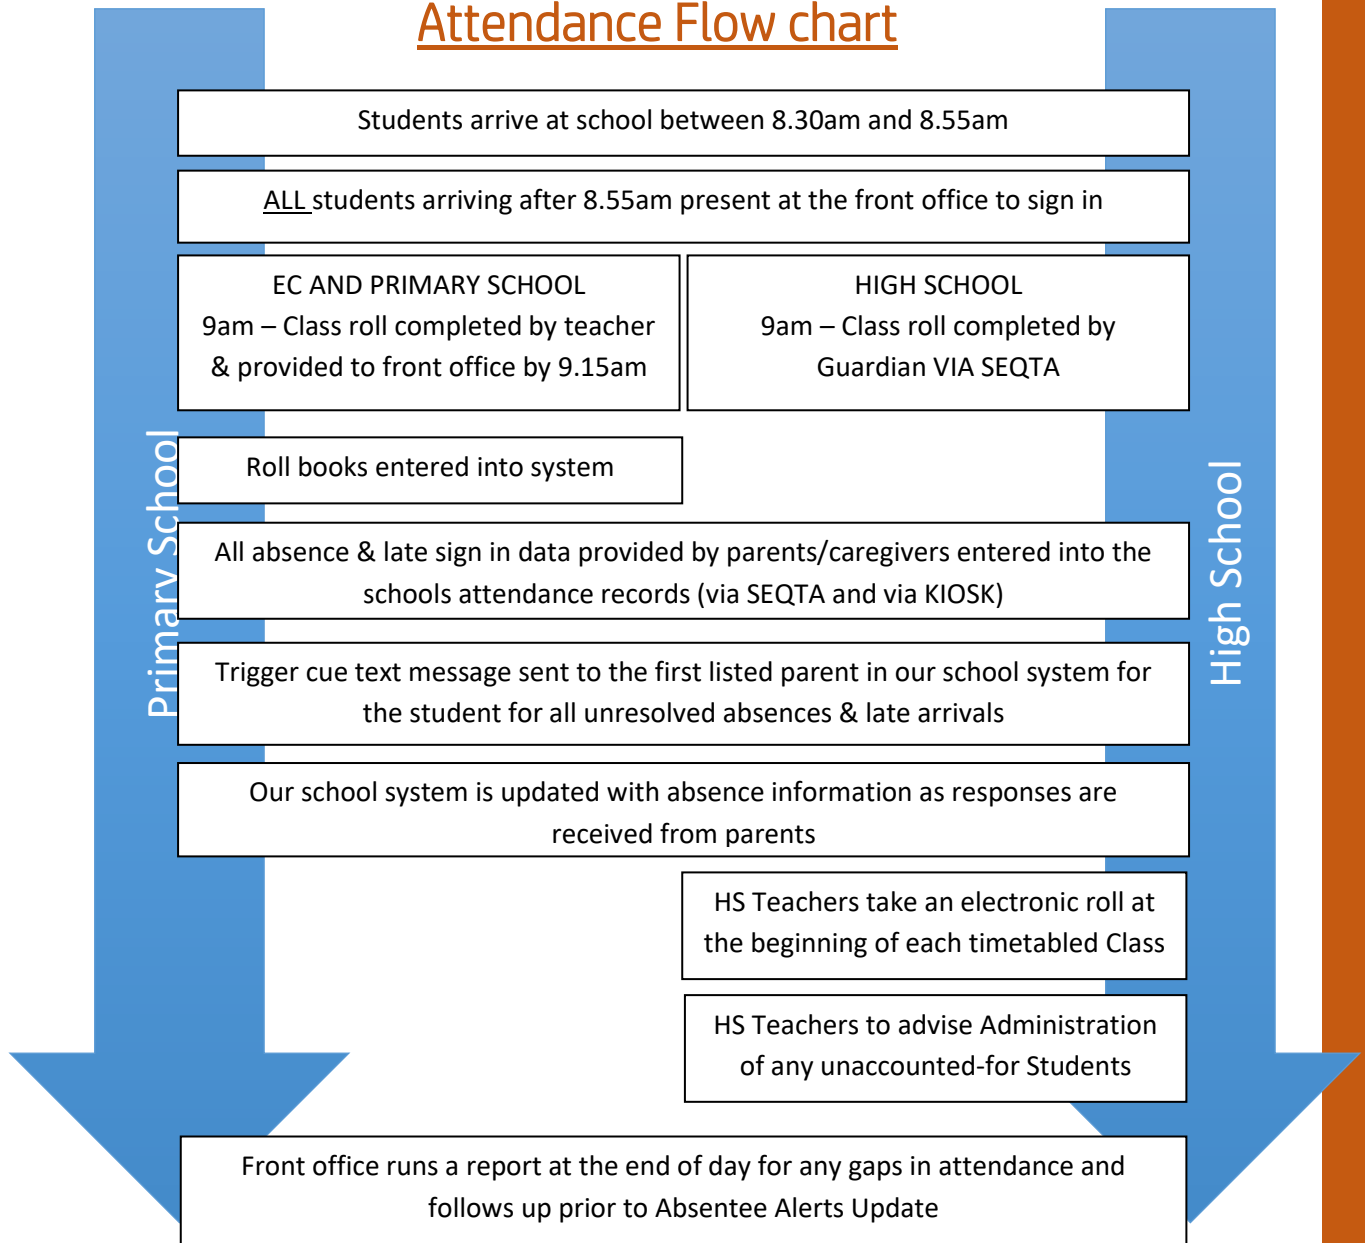 Attendance Flow chart
Students arrive at school between 8.30am and 8.55am
ALL students arriving after 8.55am present at the front office to sign in
EC AND PRIMARY SCHOOL
9am – Class roll completed by teacher
& provided to front office by 9.15am
HIGH SCHOOL
9am – Class roll completed by
Guardian VIA SEQTA
Roll books entered into system
All absence & late sign in data provided by parents/caregivers entered into the
schools attendance records (via SEQTA and via KIOSK)
Trigger cue text message sent to the first listed parent in our school system for
the student for all unresolved absences & late arrivals
Our school system is updated with absence information as responses are
received from parents
HS Teachers take an electronic roll at
the beginning of each timetabled Class
HS Teachers to advise Administration
of any unaccounted-for Students
Front office runs a report at the end of day for any gaps in attendance and
follows up prior to Absentee Alerts Update
Primary School
High School